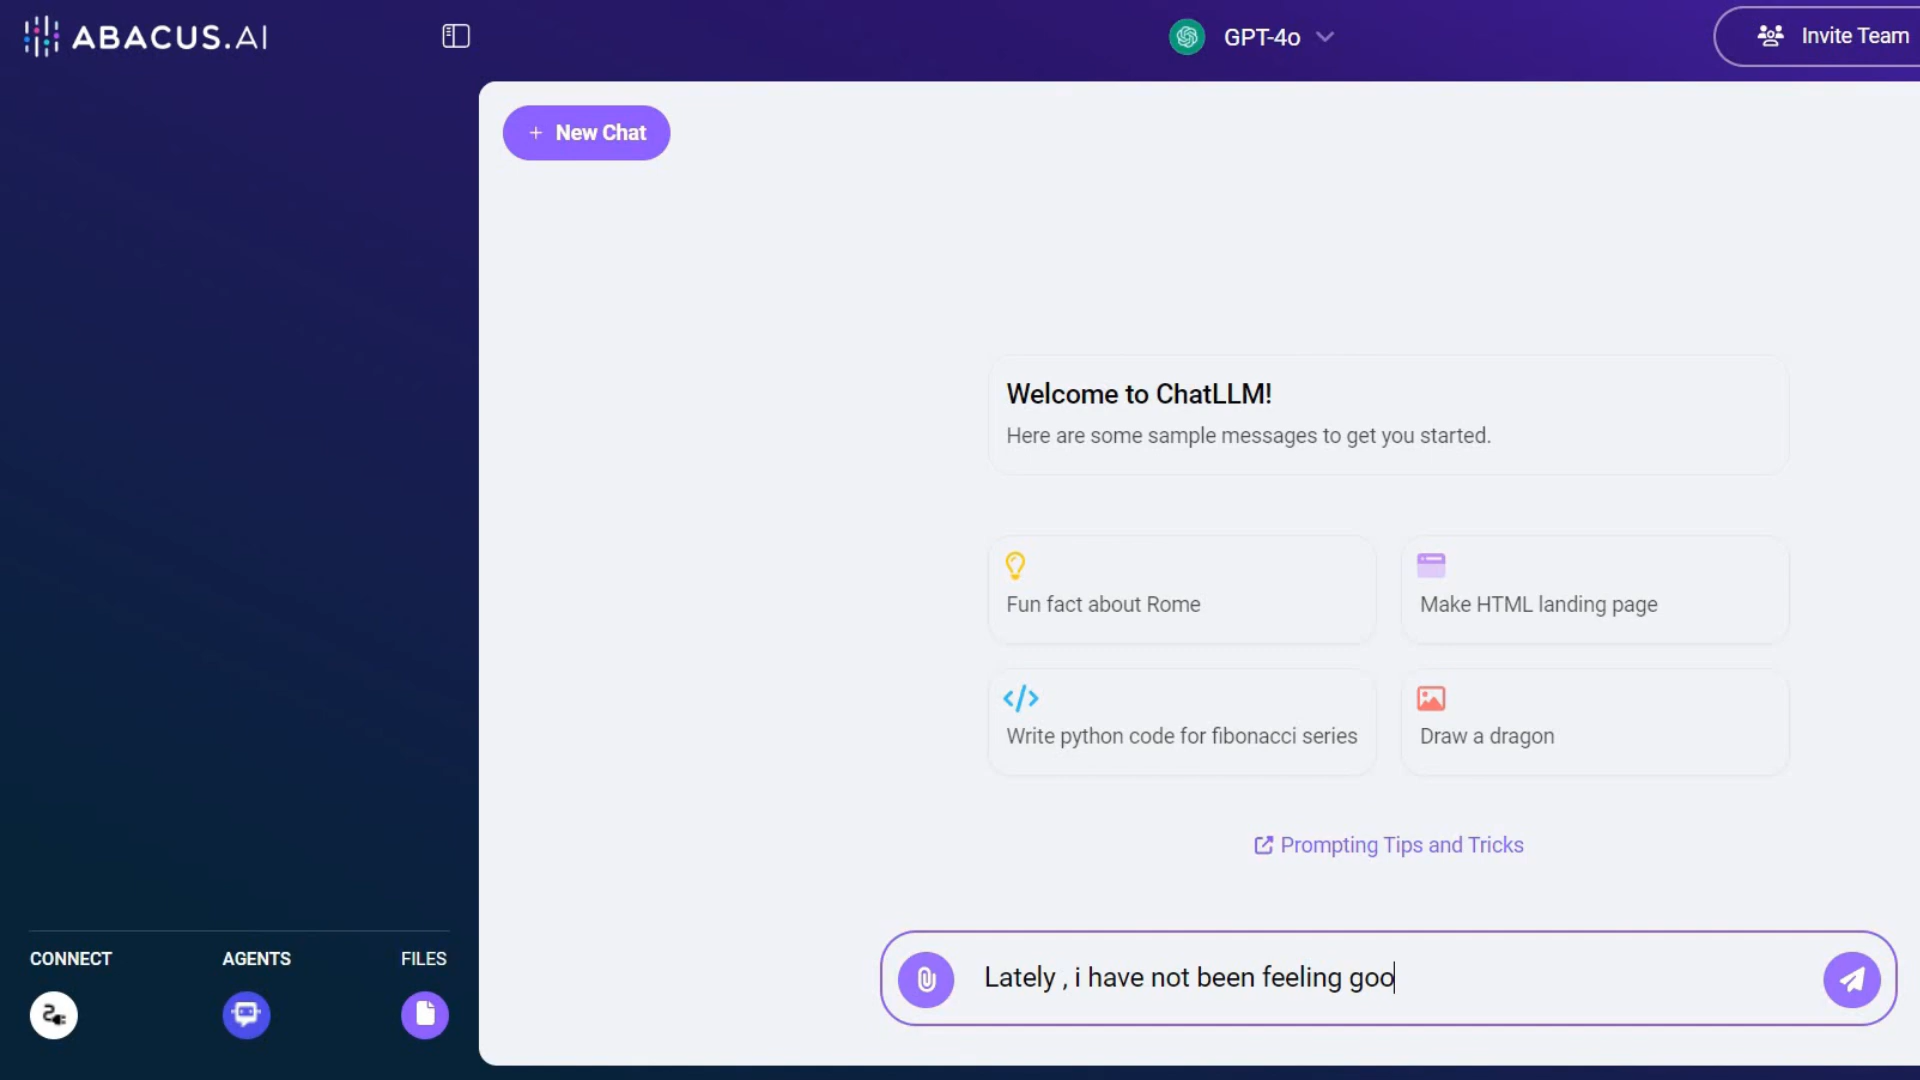 ABACUS.AI
GPT-4o
Invite Team
+ New Chat
Welcome to ChatLLM!
Here are some sample messages to get you started.
Fun fact about Rome
Make HTML landing page
Write python code for fibonacci series
Draw a dragon
Prompting Tips and Tricks
CONNECT
AGENTS
FILES
Lately , i have not been feeling goo